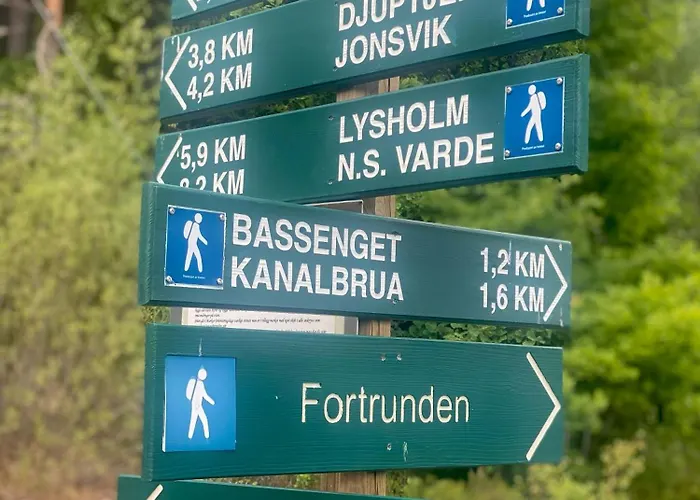 3,8 KM
JONSVIK
4,2 KM
LYSHOLM
5,9 KM
N.S. VARDE
KM
BASSENGET 1,2 KM
KANALBRUA 1,6 KM
Fortrunden